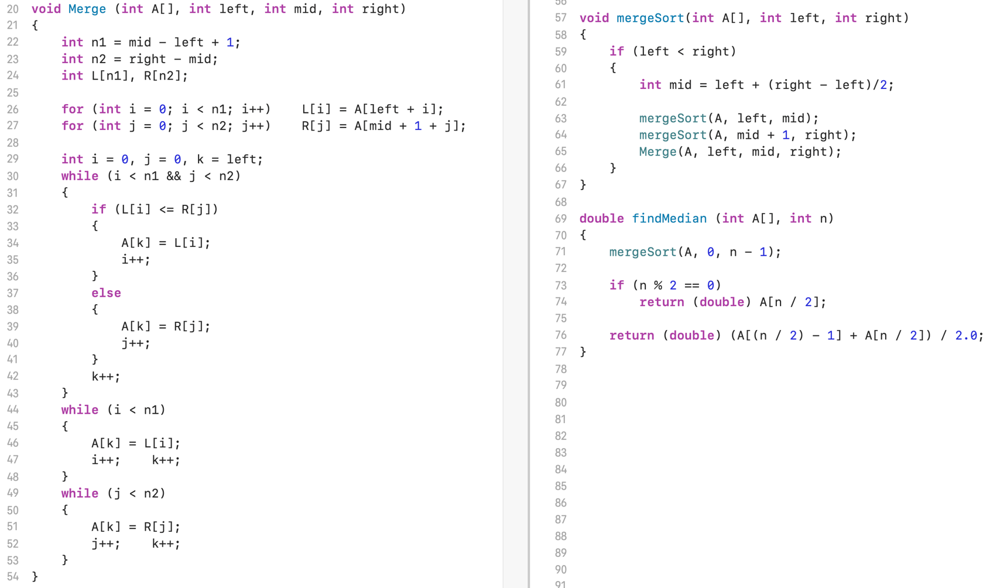 20 void Merge (int A[], int left, int mid, int right)
21 {
22     int n1 = mid − left + 1;
23     int n2 = right − mid;
24     int L[n1], R[n2];
25
26     for (int i = 0; i < n1; i++)    L[i] = A[left + i];
27     for (int j = 0; j < n2; j++)    R[j] = A[mid + 1 + j];
28
29     int i = 0, j = 0, k = left;
30     while (i < n1 && j < n2)
31     {
32         if (L[i] <= R[j])
33         {
34             A[k] = L[i];
35             i++;
36         }
37         else
38         {
39             A[k] = R[j];
40             j++;
41         }
42         k++;
43     }
44     while (i < n1)
45     {
46         A[k] = L[i];
47         i++;    k++;
48     }
49     while (j < n2)
50     {
51         A[k] = R[j];
52         j++;    k++;
53     }
54 }
56
57 void mergeSort(int A[], int left, int right)
58 {
59     if (left < right)
60     {
61         int mid = left + (right − left)/2;
62
63         mergeSort(A, left, mid);
64         mergeSort(A, mid + 1, right);
65         Merge(A, left, mid, right);
66     }
67 }
68
69 double findMedian (int A[], int n)
70 {
71     mergeSort(A, 0, n − 1);
72
73     if (n % 2 == 0)
74         return (double) A[n / 2];
75
76     return (double) (A[(n / 2) − 1] + A[n / 2]) / 2.0;
77 }
78
79
80
81
82
83
84
85
86
87
88
89
90
91